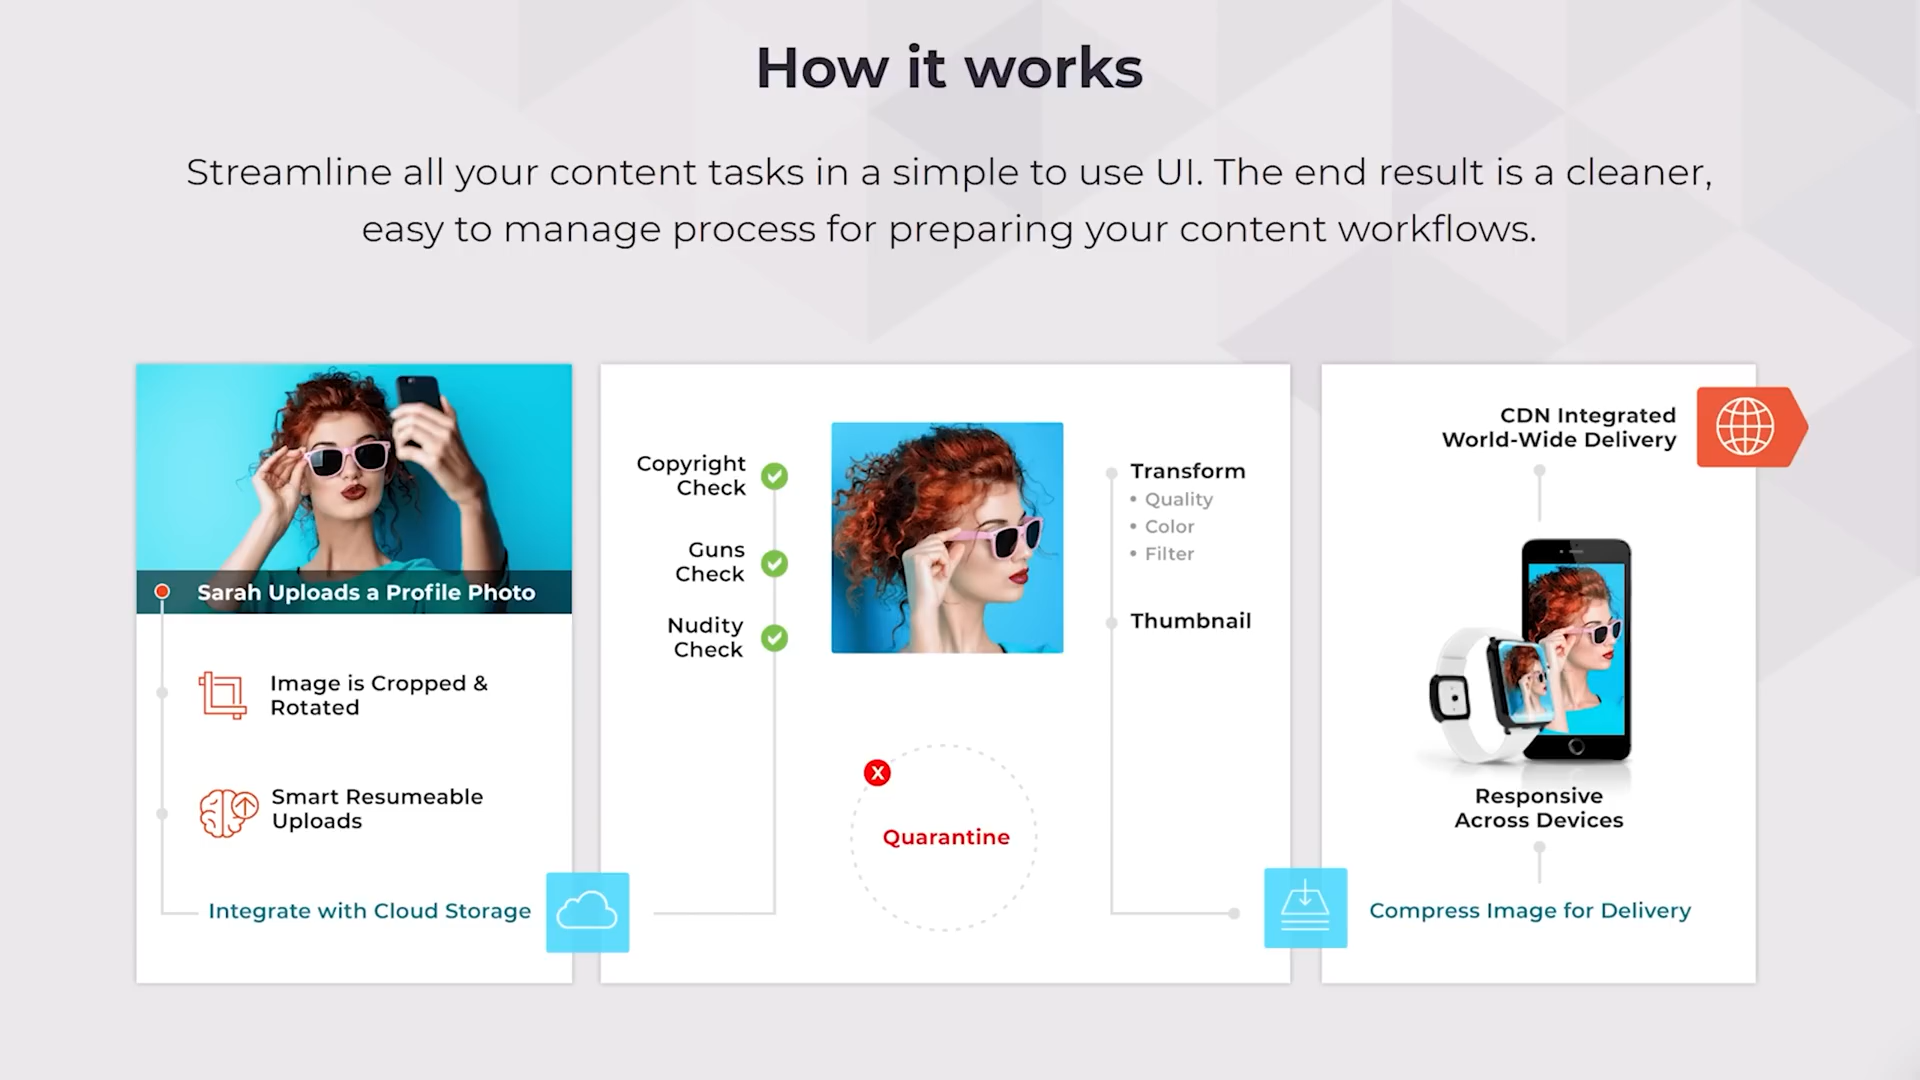 How it works
Streamline all your content tasks in a simple to use UI. The end result is a cleaner,
easy to manage process for preparing your content workflows.
Sarah Uploads a Profile Photo
Image is Cropped &
Rotated
Smart Resumeable
Uploads
Integrate with Cloud Storage
Copyright
Check
Guns
Check
Nudity
Check
X
Quarantine
Transform
• Quality
• Color
• Filter
Thumbnail
CDN Integrated
World-Wide Delivery
Responsive
Across Devices
Compress Image for Delivery